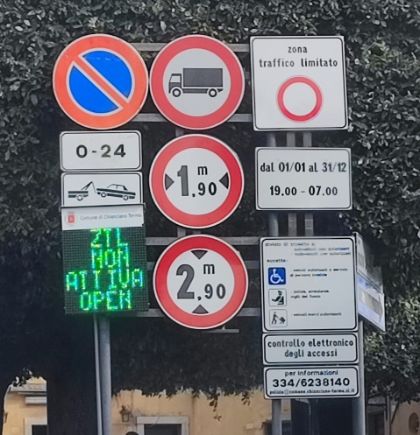 0-24
Comune di Chianciano Terme
ZTL
NON
ATTIVA
OPEN
1 m
,90
2 m
,90
zona
traffico limitato
dal 01/01 al 31/12
19.00 - 07.00
eccetto:
controllo elettronico
degli accessi
per informazioni
334/6238140